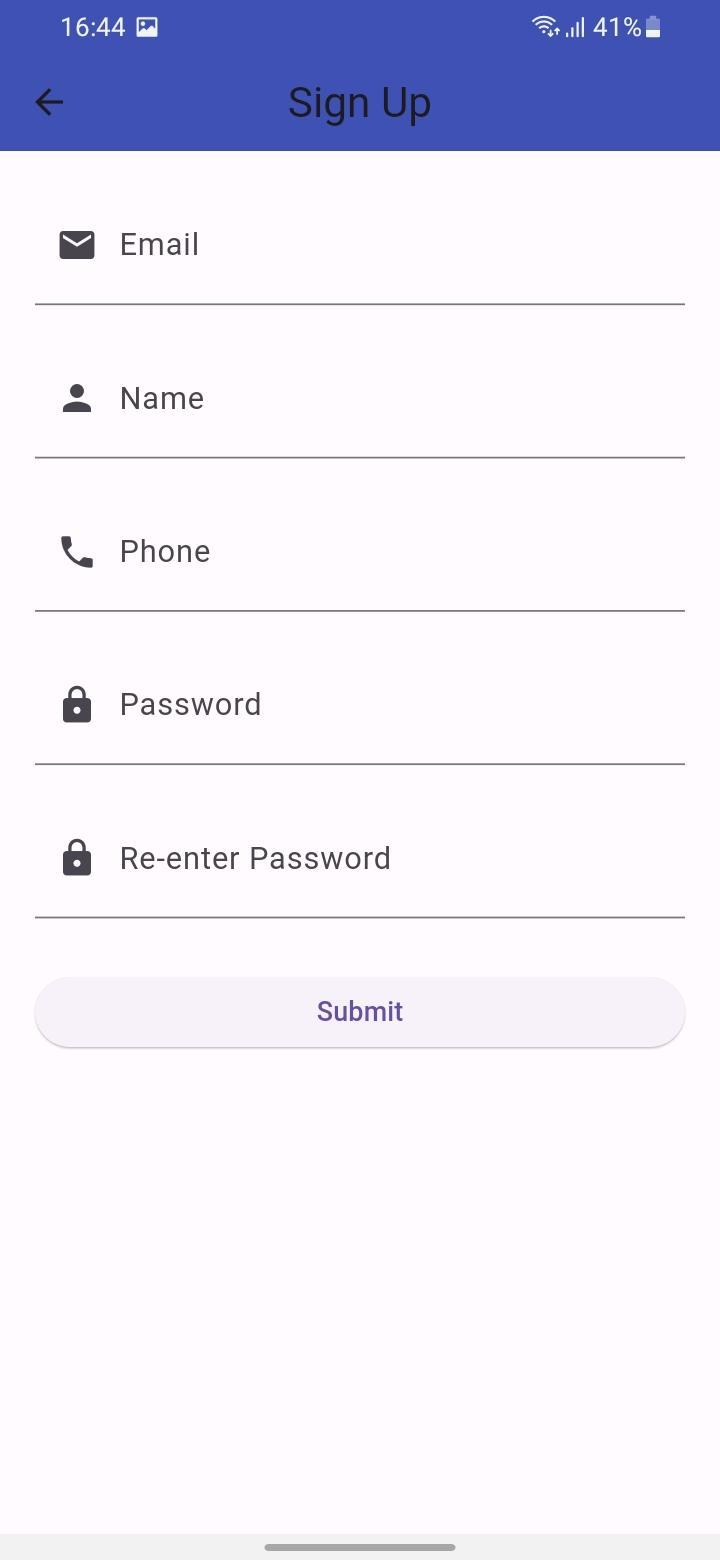 16:44 41%
Sign Up
Email
Name
Phone
Password
Re-enter Password
Submit